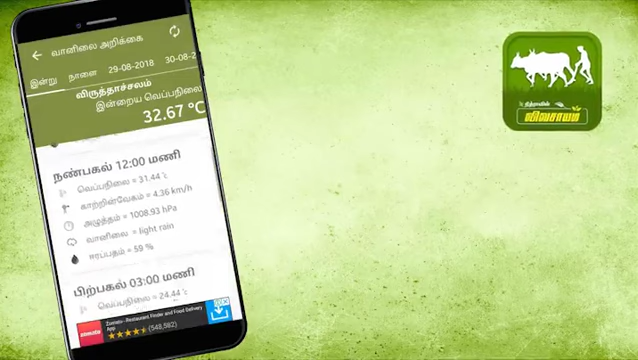 வானிலை அறிக்கை
இன்று நாளை 29-08-2018 30-08-2
விருத்தாச்சலம்
இன்றைய வெப்பநிலை
32.67 °C
நண்பகல் 12:00 மணி
வெப்பநிலை = 31.44 °c
காற்றின்வேகம் = 4.36 km/h
அழுத்தம் = 1008.93 hPa
வானிலை = light rain
ஈரப்பதம் = 59 %
பிற்பகல் 03:00 மணி
வெப்பநிலை = 24.44 °c
zomato
Zomato - Restaurant Finder and Food Delivery
App
(548,582)
நித்ராவின்
விவசாயம்